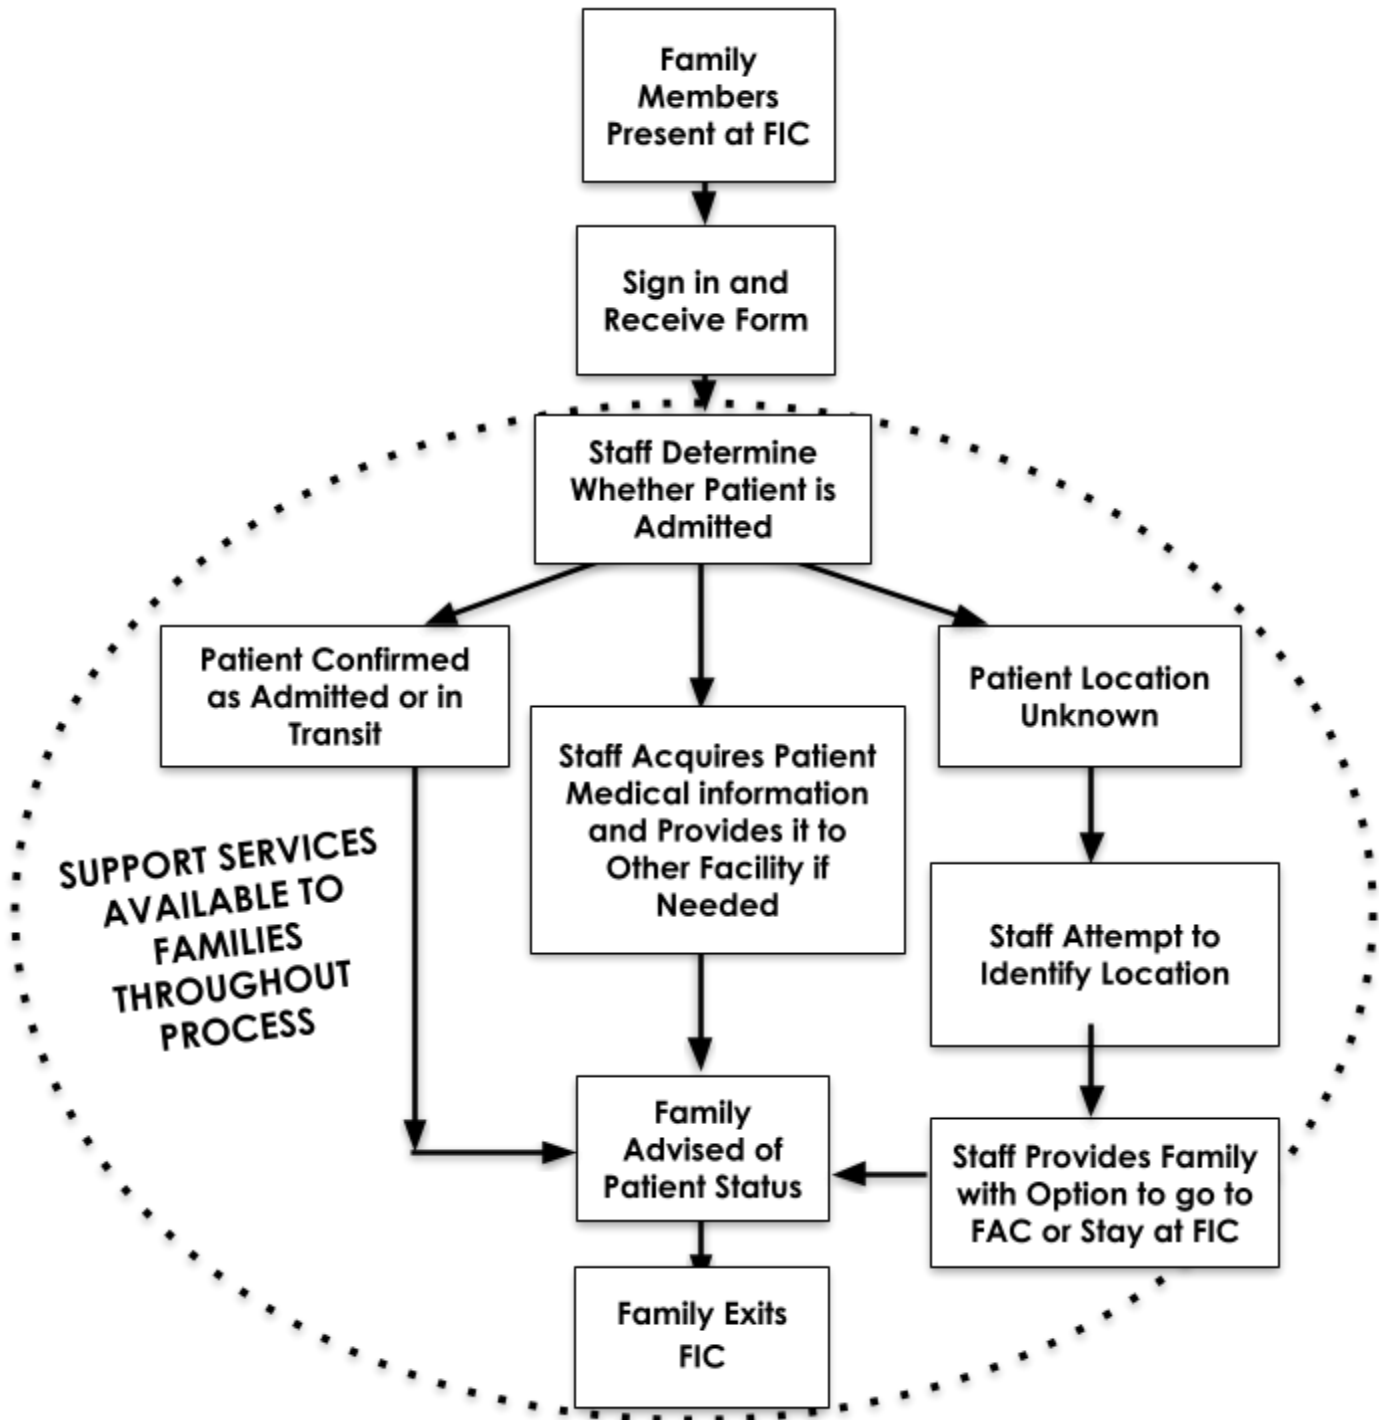 Family
Members
Present at FIC
Sign in and
Receive Form
Staff Determine
Whether Patient is
Admitted
Patient Confirmed
as Admitted or in
Transit
Staff Acquires Patient
Medical information
and Provides it to
Other Facility if
Needed
Patient Location
Unknown
SUPPORT SERVICES
AVAILABLE TO
FAMILIES
THROUGHOUT
PROCESS
Staff Attempt to
Identify Location
Family
Advised of
Patient Status
Staff Provides Family
with Option to go to
FAC or Stay at FIC
Family Exits
FIC